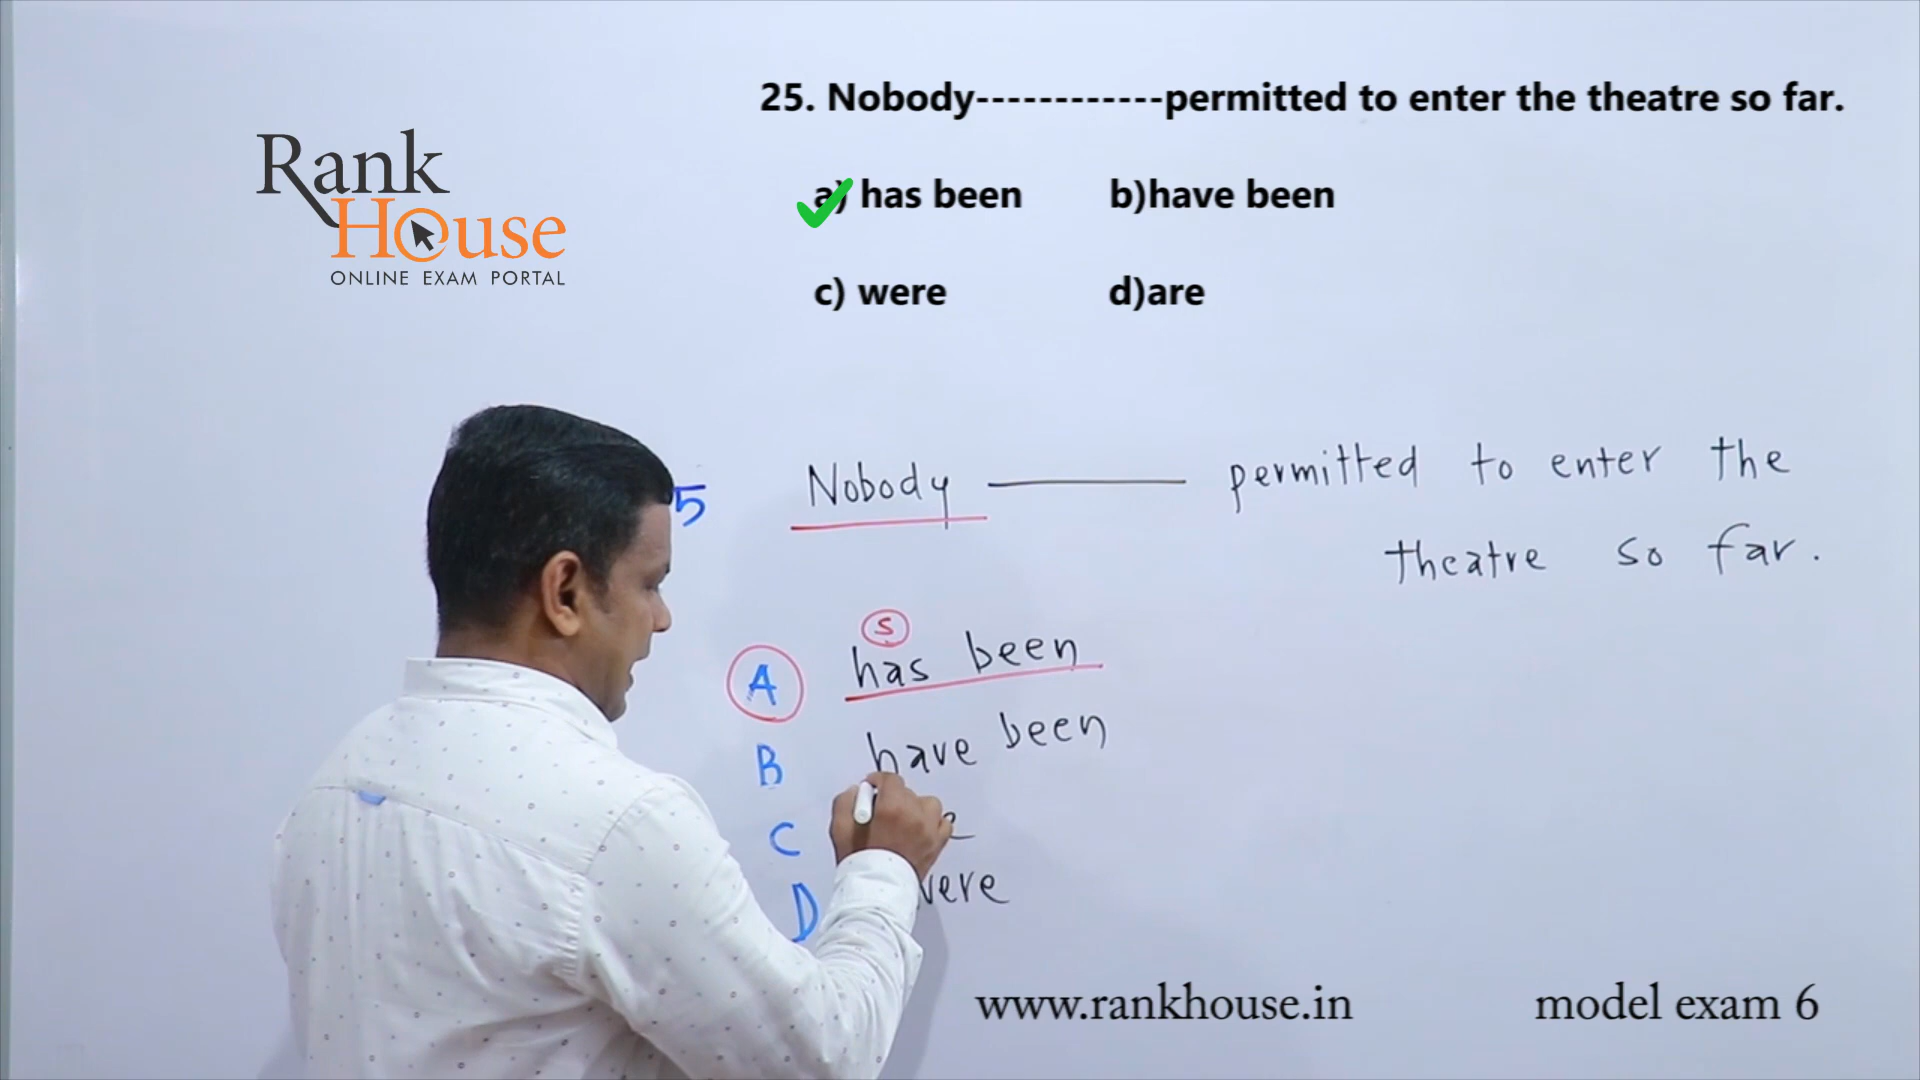 25. Nobody------------permitted to enter the theatre so far.
Rank
House
ONLINE EXAM PORTAL
a) has been b)have been
c) were d)are
5 Nobody permitted to enter the
theatre so far.
S
A has been
B have been
C
D were
www.rankhouse.in model exam 6